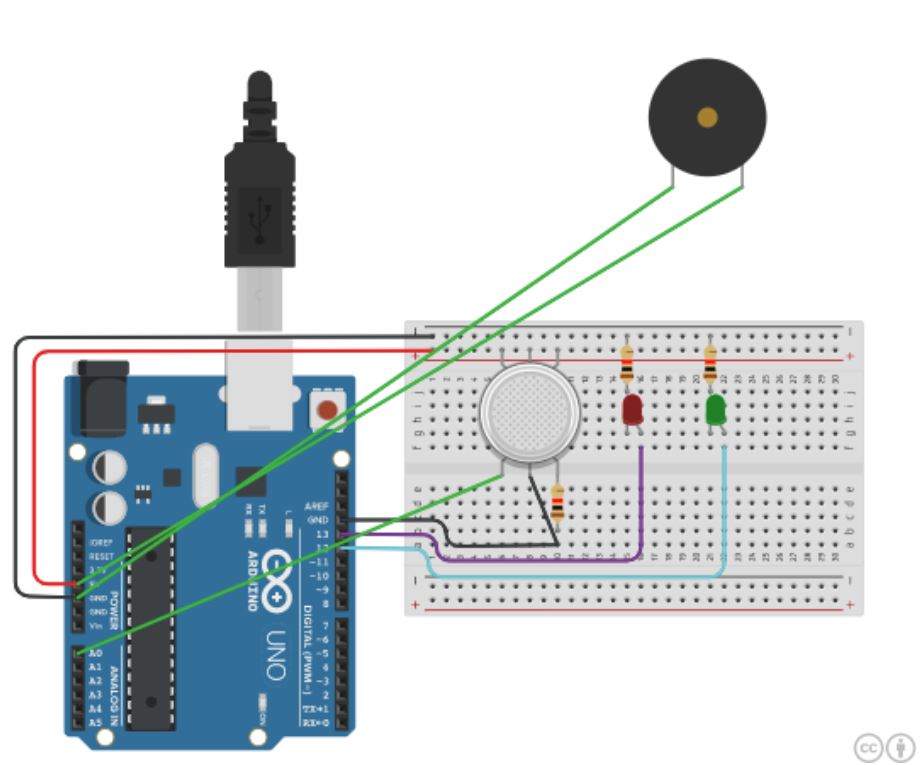 AREF
GND
13
12
~11
~10
~9
8
7
~6
~5
4
~3
2
TX→1
RX←0
DIGITAL (PWM~)
IOREF
RESET
3.3V
5V
GND
GND
Vin
POWER
A0
A1
A2
A3
A4
A5
ANALOG IN
RX
TX
L
ON
ARDUINO
UNO
a b c d e
f g h i j
cc